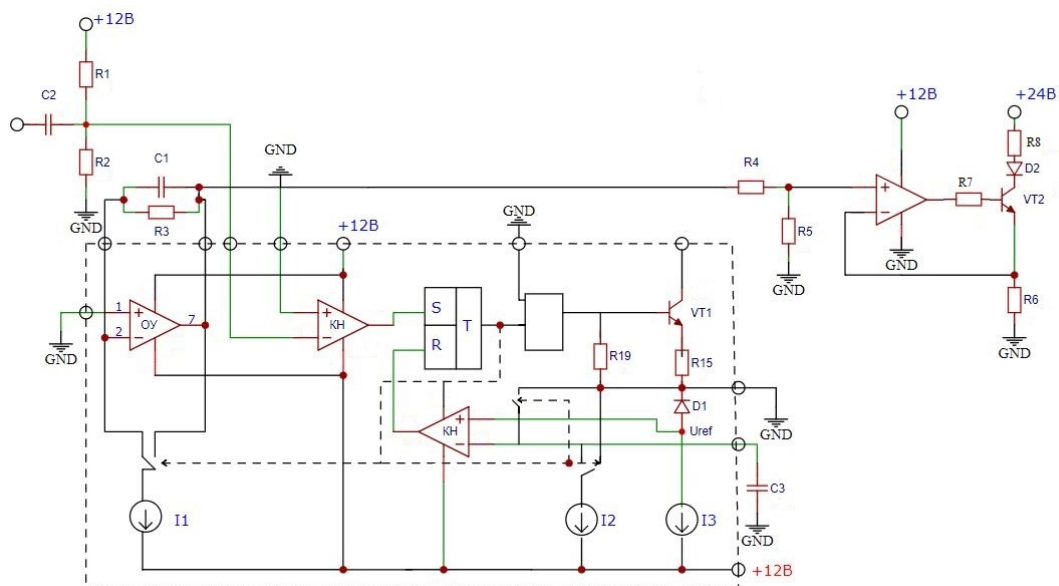 +12В
R1
C2
R2
GND
C1
R3
GND
+12В
GND
R4
R5
GND
+12В
GND
R7
+24В
R8
D2
VT2
R6
GND
GND
1
2
ОУ
7
КН
S
R
T
VT1
R19
R15
D1
Uref
GND
КН
C3
GND
I1
I2
I3
+12В